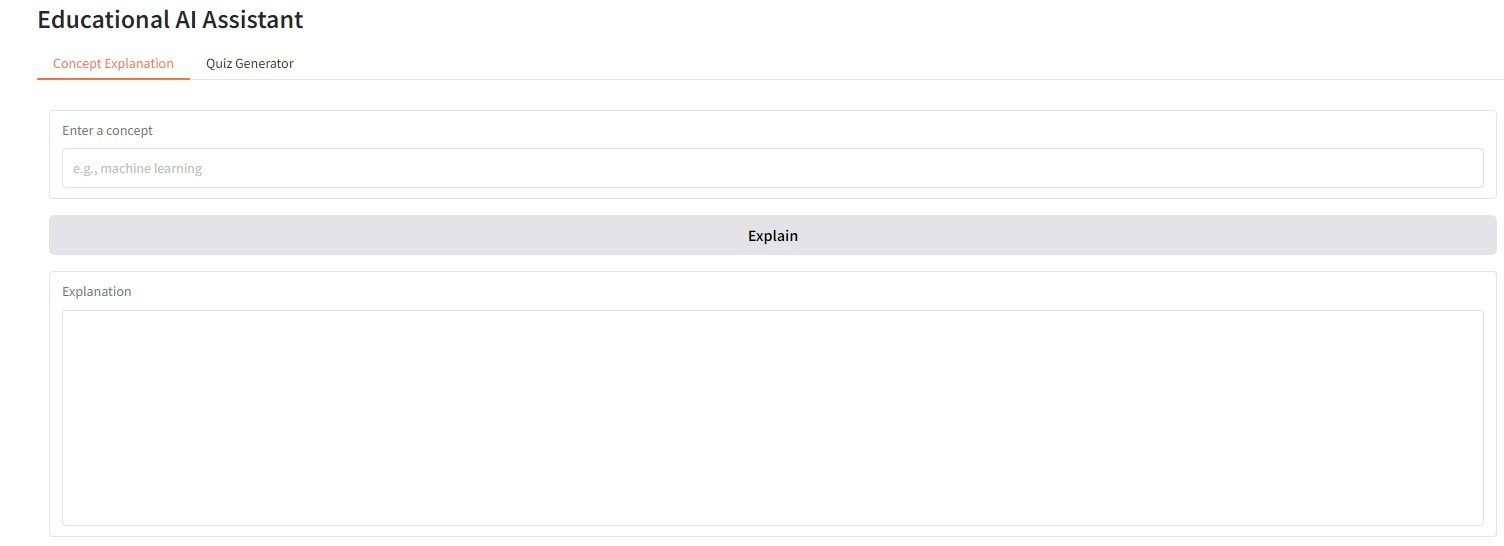 Educational AI Assistant
Concept Explanation Quiz Generator
Enter a concept
e.g., machine learning
Explain
Explanation